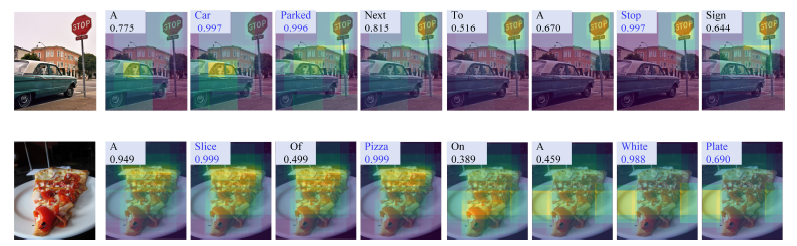 STOP
A Car Parked Next To A Stop Sign
0.775 0.997 0.996 0.815 0.516 0.670 0.997 0.644
A Slice Of Pizza On A White Plate
0.949 0.999 0.499 0.999 0.389 0.459 0.988 0.690